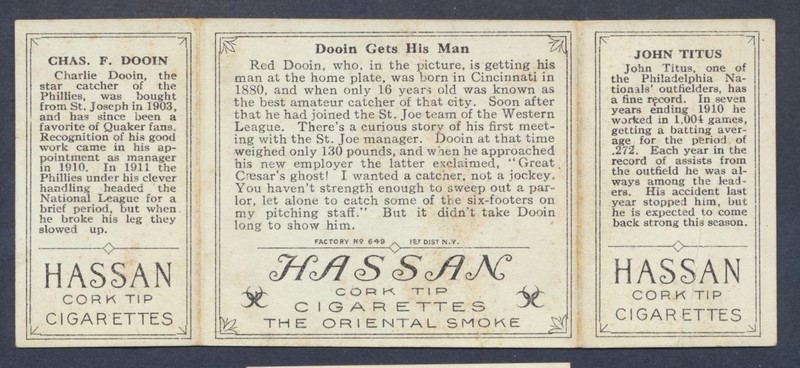 CHAS. F. DOOIN
Charlie Dooin, the
star catcher of the
Phillies, was bought
from St. Joseph in 1903,
and has since been a
favorite of Quaker fans.
Recognition of his good
work came in his ap-
pointment as manager
in 1910. In 1911 the
Phillies under his clever
handling headed the
National League for a
brief period, but when
he broke his leg they
slowed up.
HASSAN
CORK TIP
CIGARETTES
Dooin Gets His Man
Red Dooin, who, in the picture, is getting his
man at the home plate, was born in Cincinnati in
1880, and when only 16 years old was known as
the best amateur catcher of that city. Soon after
that he had joined the St. Joe team of the Western
League. There's a curious story of his first meet-
ing with the St. Joe manager. Dooin at that time
weighed only 130 pounds, and when he approached
his new employer the latter exclaimed, "Great
Cæsar's ghost! I wanted a catcher, not a jockey.
You haven't strength enough to sweep out a par-
lor, let alone to catch some of the six-footers on
my pitching staff." But it didn't take Dooin
long to show him.
FACTORY Nº 649 1ST DIST N.Y.
HASSAN
CORK TIP
CIGARETTES
THE ORIENTAL SMOKE
JOHN TITUS
John Titus, one of
the Philadelphia Na-
tionals' outfielders, has
a fine record. In seven
years ending 1910 he
worked in 1,004 games,
getting a batting aver-
age for the period of
.272. Each year in the
record of assists from
the outfield he was al-
ways among the lead-
ers. His accident last
year stopped him, but
he is expected to come
back strong this season.
HASSAN
CORK TIP
CIGARETTES